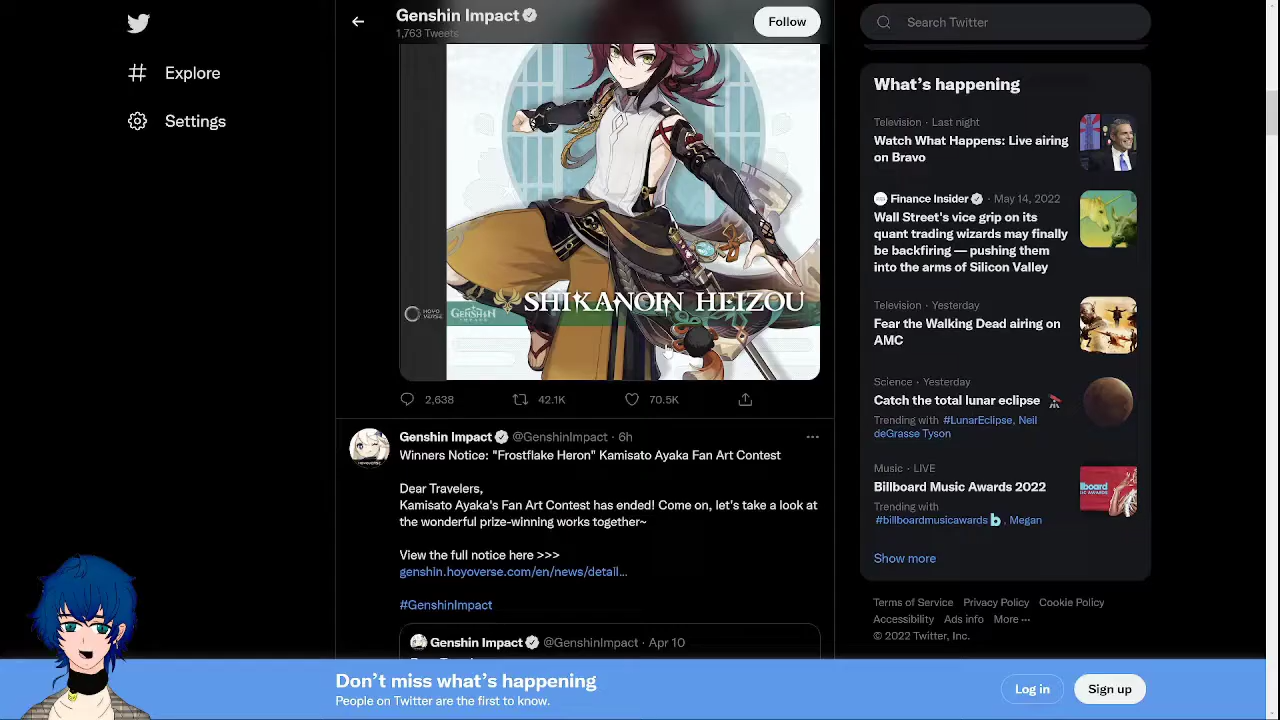 Explore
Settings
Genshin Impact
1,763 Tweets
Follow
HOYO
VERSE
GENSHIN
IMPACT
SHIKANOIN HEIZOU
2,638
42.1K
70.5K
Genshin Impact @GenshinImpact · 6h
Winners Notice: "Frostflake Heron" Kamisato Ayaka Fan Art Contest
Dear Travelers,
Kamisato Ayaka's Fan Art Contest has ended! Come on, let's take a look at
the wonderful prize-winning works together~
View the full notice here >>>
genshin.hoyoverse.com/en/news/detail...
#GenshinImpact
Genshin Impact @GenshinImpact · Apr 10
Search Twitter
What's happening
Television · Last night
Watch What Happens: Live airing
on Bravo
Finance Insider · May 14, 2022
Wall Street's vice grip on its
quant trading wizards may finally
be backfiring — pushing them
into the arms of Silicon Valley
Television · Yesterday
Fear the Walking Dead airing on
AMC
Science · Yesterday
Catch the total lunar eclipse
Trending with #LunarEclipse, Neil
deGrasse Tyson
Music · LIVE
Billboard Music Awards 2022
Trending with
#billboardmusicawards, Megan
Show more
Terms of Service Privacy Policy Cookie Policy
Accessibility Ads info More ···
© 2022 Twitter, Inc.
Don't miss what's happening
People on Twitter are the first to know.
Log in
Sign up